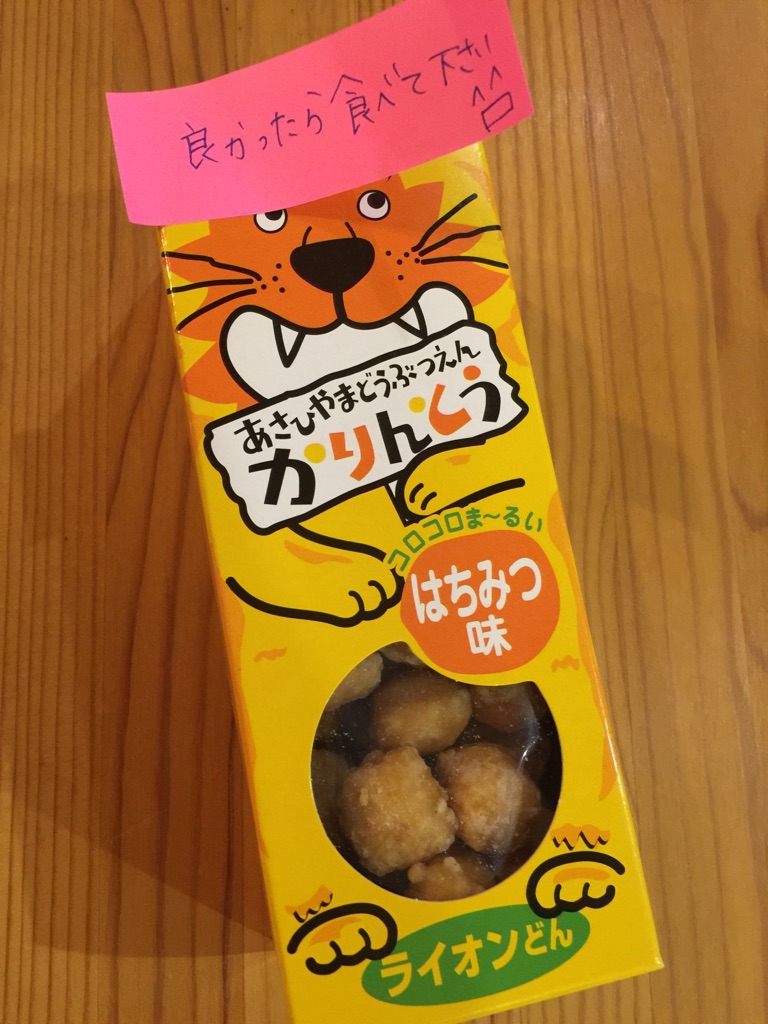 良かったら食べて下さい
あさひやまどうぶつえん
かりんとう
コロコロま〜るい
はちみつ
味
ライオンどん